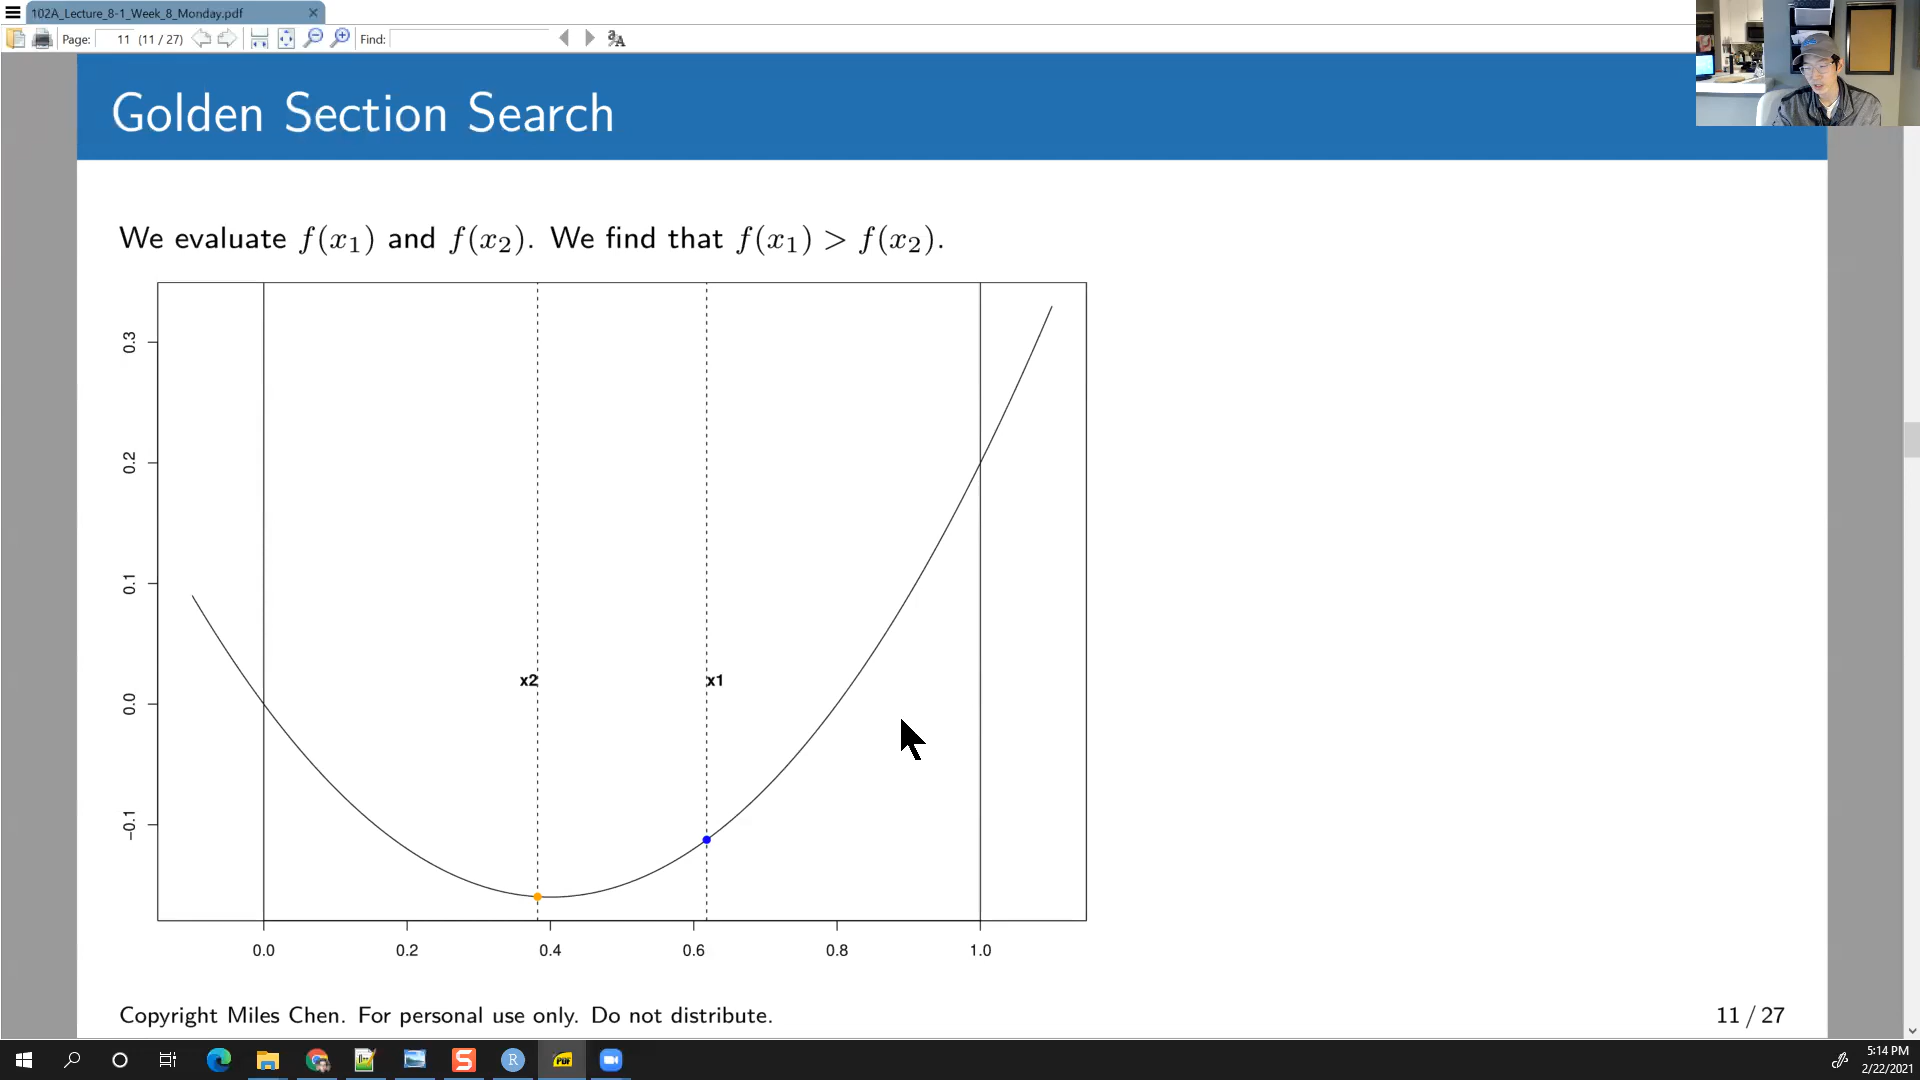 102A_Lecture_8-1_Week_8_Monday.pdf
Page: 11 (11 / 27) Find:
Golden Section Search
We evaluate f(x₁) and f(x₂). We find that f(x₁) > f(x₂).
0.3
0.2
0.1
0.0
−0.1
x2 x1
0.0 0.2 0.4 0.6 0.8 1.0
Copyright Miles Chen. For personal use only. Do not distribute. 11 / 27
5:14 PM
2/22/2021